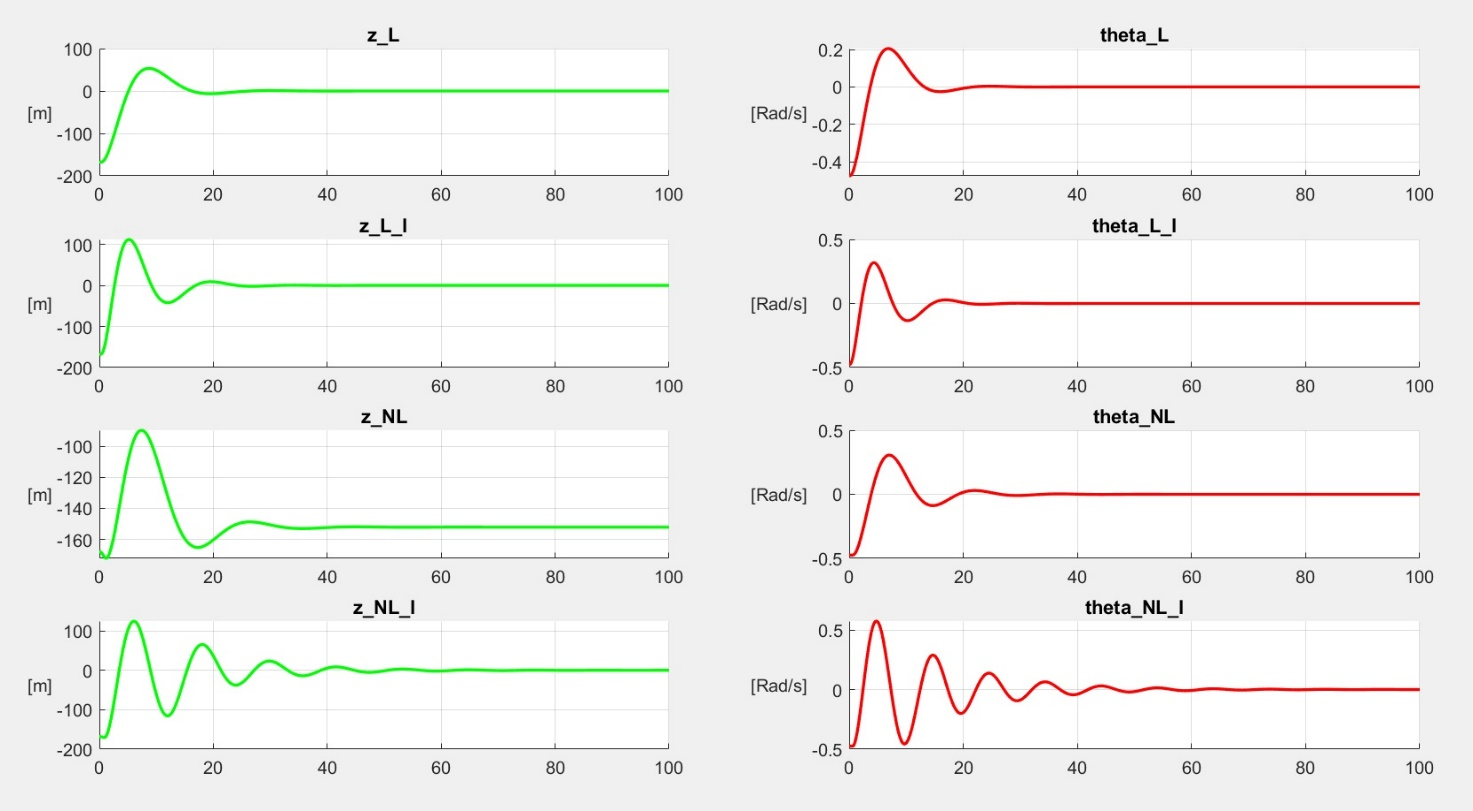 z_L
100
0
[m]
-100
-200
0 20 40 60 80 100
theta_L
0.2
0
[Rad/s]
-0.2
-0.4
0 20 40 60 80 100
z_L_I
100
0
[m]
-100
-200
0 20 40 60 80 100
theta_L_I
0.5
[Rad/s]
0
-0.5
0 20 40 60 80 100
z_NL
-100
-120
[m]
-140
-160
0 20 40 60 80 100
theta_NL
0.5
[Rad/s]
0
-0.5
0 20 40 60 80 100
z_NL_I
100
0
[m]
-100
-200
0 20 40 60 80 100
theta_NL_I
0.5
[Rad/s]
0
-0.5
0 20 40 60 80 100